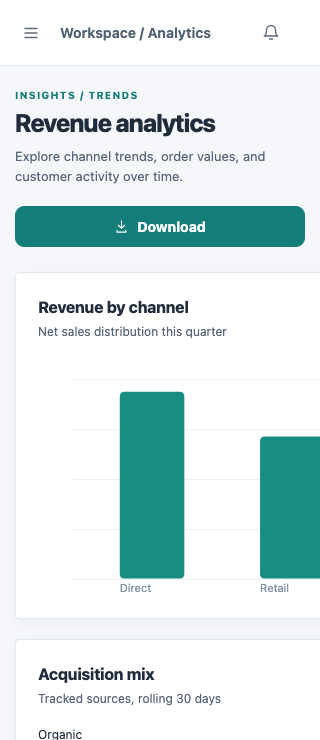 Workspace / Analytics
INSIGHTS / TRENDS
Revenue analytics
Explore channel trends, order values, and
customer activity over time.
Download
Revenue by channel
Net sales distribution this quarter
Direct
Retail
Acquisition mix
Tracked sources, rolling 30 days
Organic